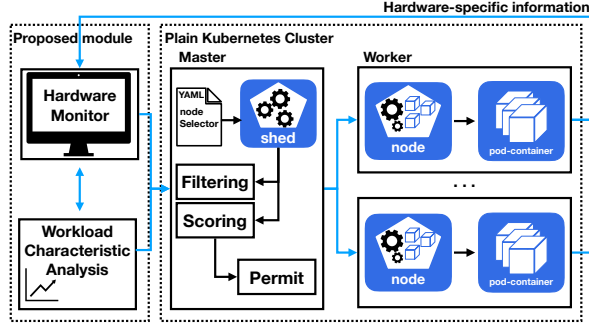 Hardware-specific information
Proposed module
Plain Kubernetes Cluster
Master
Worker
Hardware
Monitor
YAML
node
Selector
shed
node
pod-container
Filtering
Scoring
Permit
. . .
Workload
Characteristic
Analysis
node
pod-container